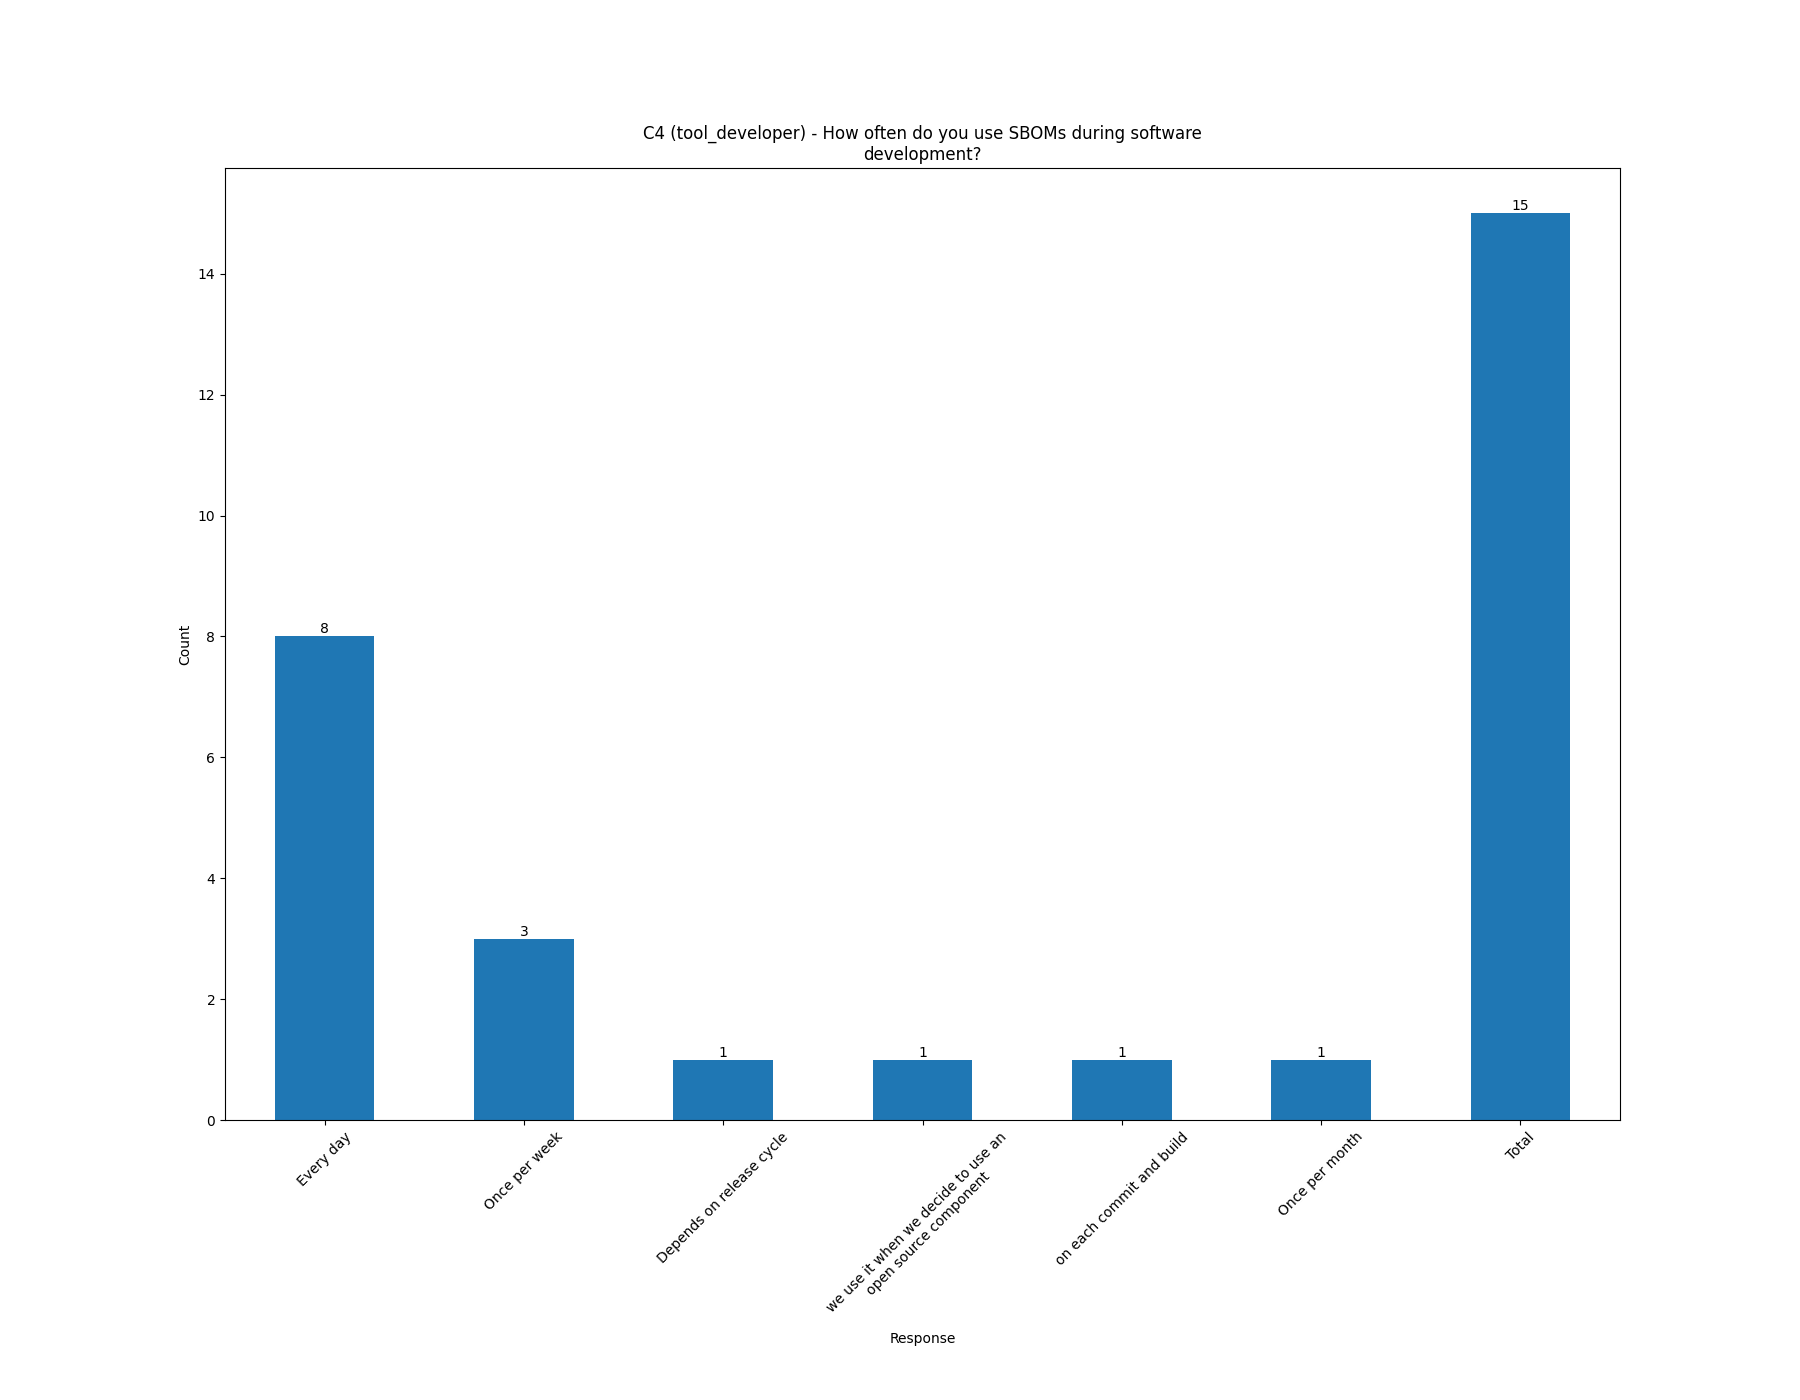 C4 (tool_developer) - How often do you use SBOMs during software
development?
Count
14
12
10
8
6
4
2
0
8
3
1
1
1
1
15
Every day
Once per week
Depends on release cycle
we use it when we decide to use an
open source component
on each commit and build
Once per month
Total
Response